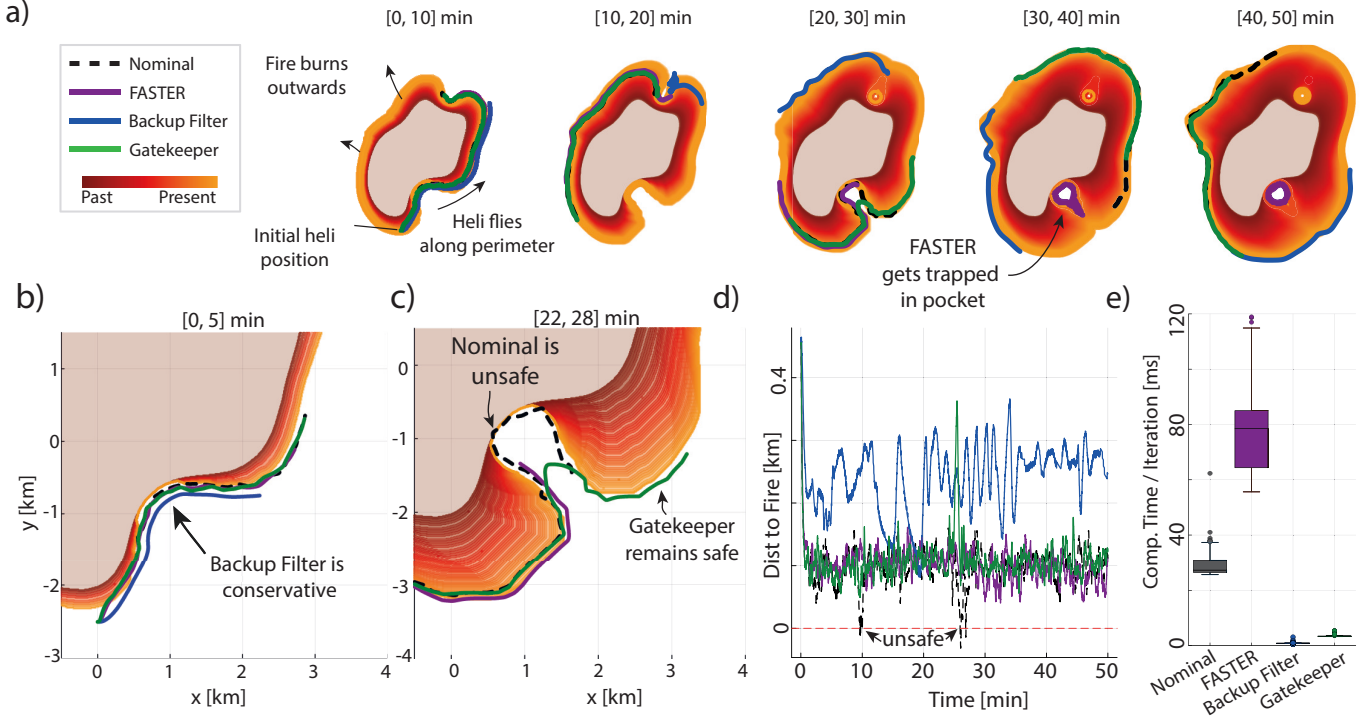 a)
[0, 10] min
[10, 20] min
[20, 30] min
[30, 40] min
[40, 50] min
Nominal
FASTER
Backup Filter
Gatekeeper
Past
Present
Fire burns
outwards
Initial heli
position
Heli flies
along perimeter
FASTER
gets trapped
in pocket
b)
[0, 5] min
1
0
-1
-2
-3
y [km]
0
1
2
3
4
x [km]
Backup Filter is
conservative
c)
[22, 28] min
Nominal is
unsafe
0
-1
-2
-3
-4
0
1
2
3
4
x [km]
Gatekeeper
remains safe
d)
Dist to Fire [km]
0.4
0
unsafe
0
10
20
30
40
50
Time [min]
e)
Comp. Time / Iteration [ms]
120
80
40
0
Nominal
FASTER
Backup Filter
Gatekeeper